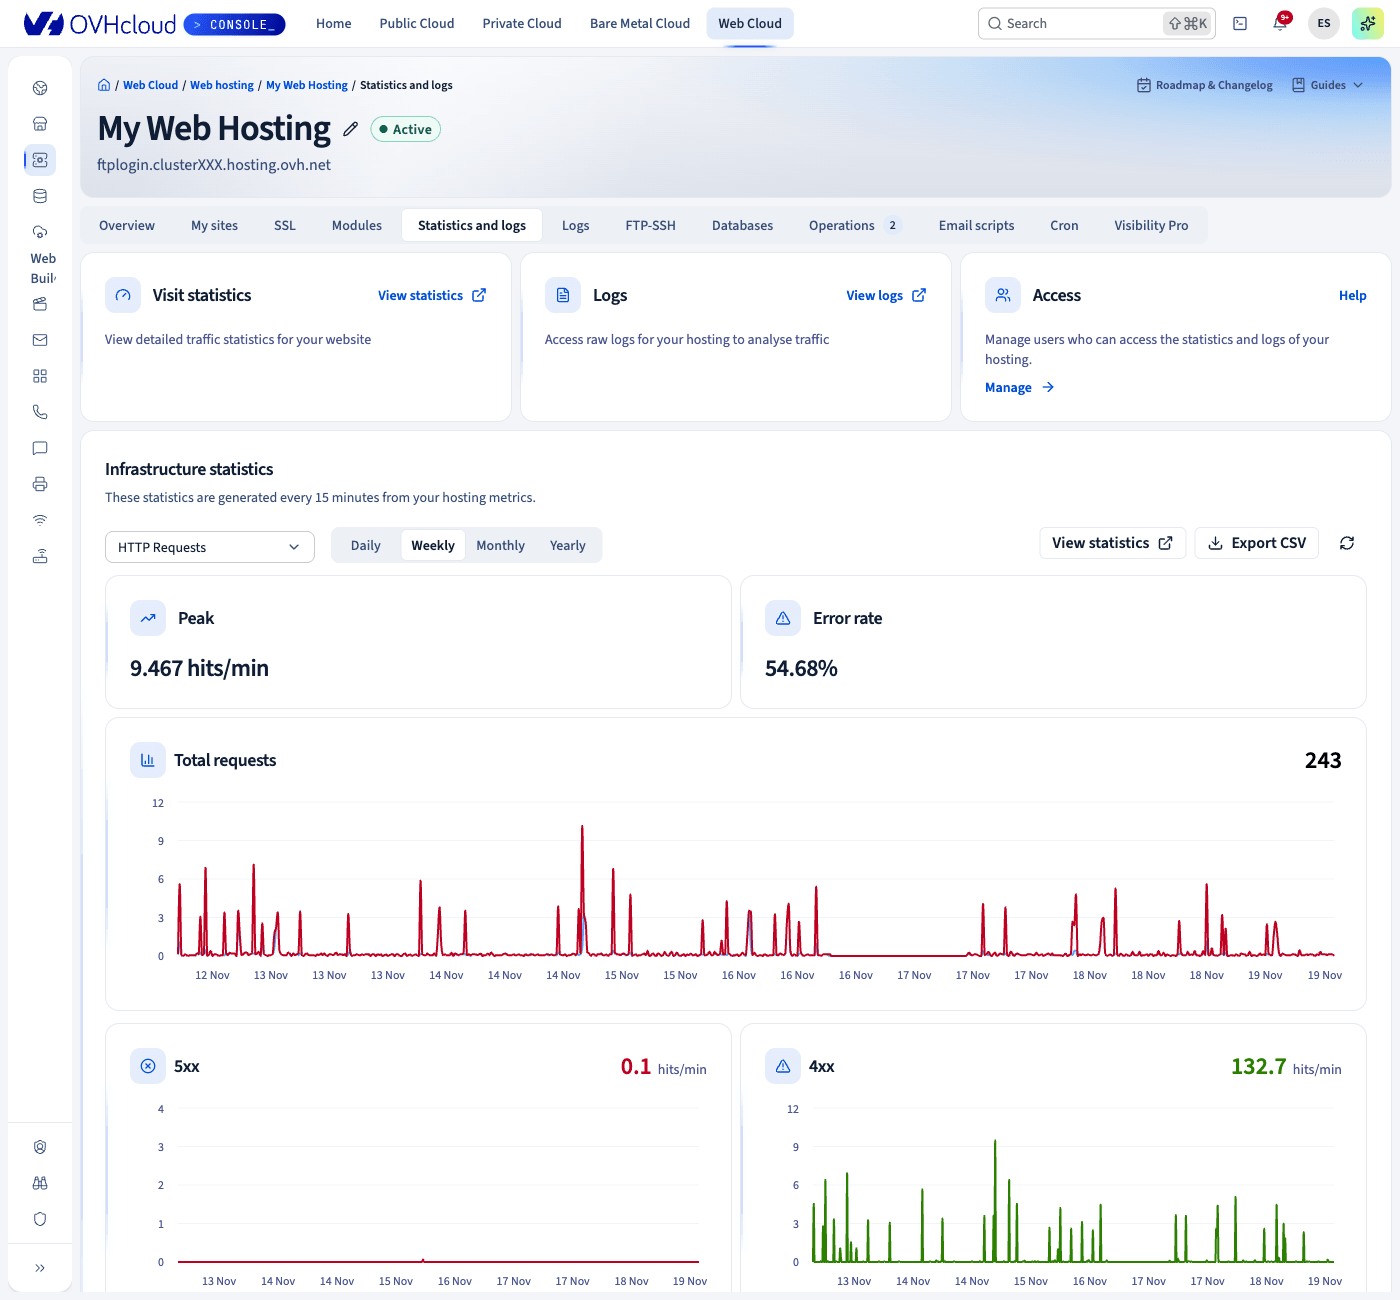 OVHcloud > CONSOLE_ Home Public Cloud Private Cloud Bare Metal Cloud Web Cloud Search ⇧⌘K 9+ ES
/ Web Cloud / Web hosting / My Web Hosting / Statistics and logs Roadmap & Changelog Guides
My Web Hosting Active
ftplogin.clusterXXX.hosting.ovh.net
Overview My sites SSL Modules Statistics and logs Logs FTP-SSH Databases Operations 2 Email scripts Cron Visibility Pro
Web
Buil
Visit statistics View statistics
View detailed traffic statistics for your website
Logs View logs
Access raw logs for your hosting to analyse traffic
Access Help
Manage users who can access the statistics and logs of your
hosting.
Manage
Infrastructure statistics
These statistics are generated every 15 minutes from your hosting metrics.
HTTP Requests Daily Weekly Monthly Yearly View statistics Export CSV
Peak
9.467 hits/min
Error rate
54.68%
Total requests 243
12
9
6
3
0
12 Nov 13 Nov 13 Nov 13 Nov 14 Nov 14 Nov 14 Nov 15 Nov 15 Nov 16 Nov 16 Nov 16 Nov 17 Nov 17 Nov 17 Nov 18 Nov 18 Nov 18 Nov 19 Nov 19 Nov
5xx 0.1 hits/min
4
3
2
1
0
13 Nov 14 Nov 14 Nov 15 Nov 16 Nov 17 Nov 17 Nov 18 Nov 19 Nov
4xx 132.7 hits/min
12
9
6
3
0
13 Nov 14 Nov 14 Nov 15 Nov 16 Nov 17 Nov 17 Nov 18 Nov 19 Nov